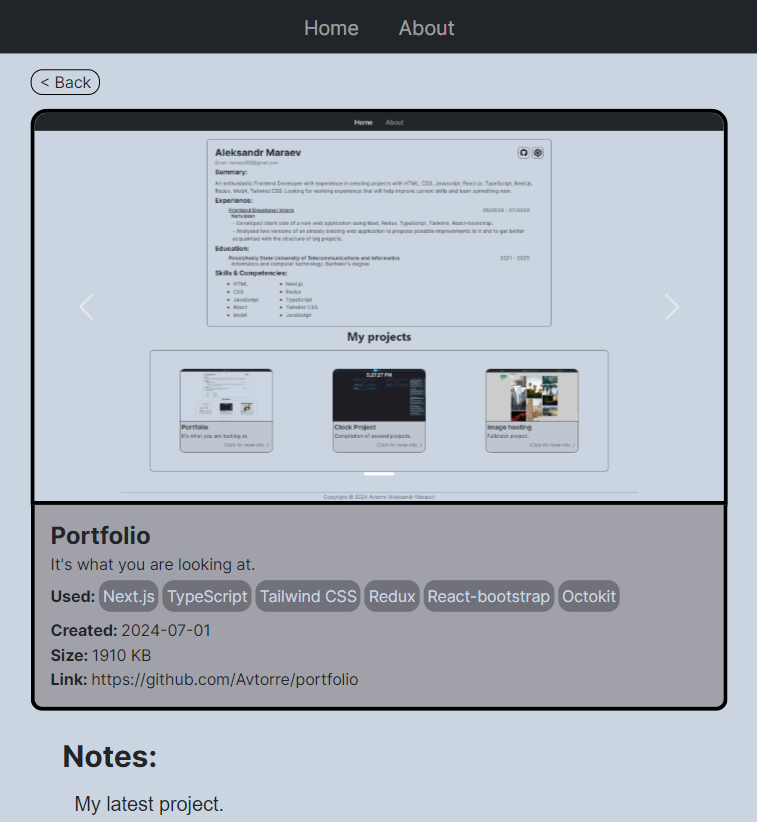 Home About
< Back
Home About
Aleksandr Maraev
Summary:
An enthusiastic Frontend Developer with experience in creating projects with HTML, CSS, Javascript, React.js, TypeScript, Next.js,
Redux, MobX, Tailwind CSS. Looking for working experience that will help improve current skills and learn something new.
Experience:
Frontend Developer Intern 05/2024 - 07/2024
- Developed client side of a new web application using Next, Redux, TypeScript, Tailwind, React-bootstrap.
- Analysed two versions of an already existing web application to propose possible improvements to it and to get better
acquainted with the structure of big projects.
Education:
Povolzhskiy State University of Telecommunications and Informatics 2021 - 2025
Informatics and computer technology, Bachelor's degree
Skills & Competencies:
HTML Next.js
CSS Redux
JavaScript TypeScript
React Tailwind CSS
MobX JavaScript
My projects
5:27:27 PM
Portfolio Clock Project Image hosting
It's what you are looking at. Compilation of several projects. Fullstack project.
(Click for more info...) (Click for more info...) (Click for more info...)
Copyright © 2024 Avtorre (Aleksandr Maraev)
Portfolio
It's what you are looking at.
Used: Next.js TypeScript Tailwind CSS Redux React-bootstrap Octokit
Created: 2024-07-01
Size: 1910 KB
Link: https://github.com/Avtorre/portfolio
Notes:
My latest project.